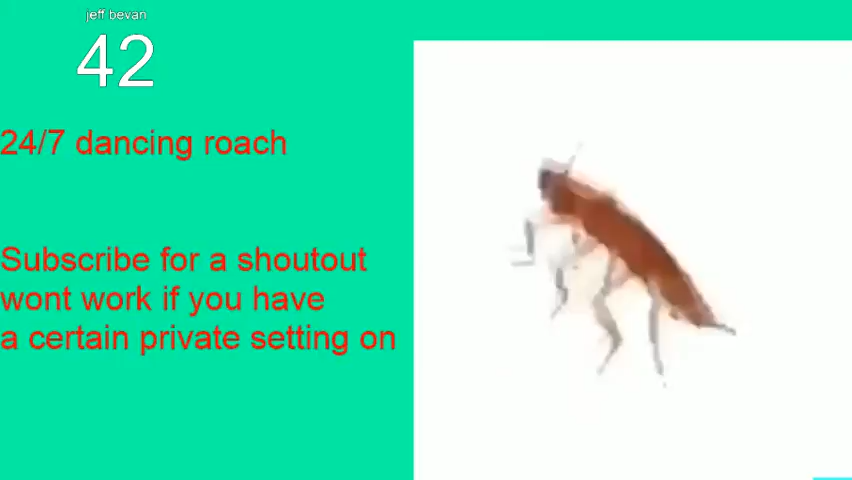 jeff bevan
42
24/7 dancing roach
Subscribe for a shoutout
wont work if you have
a certain private setting on